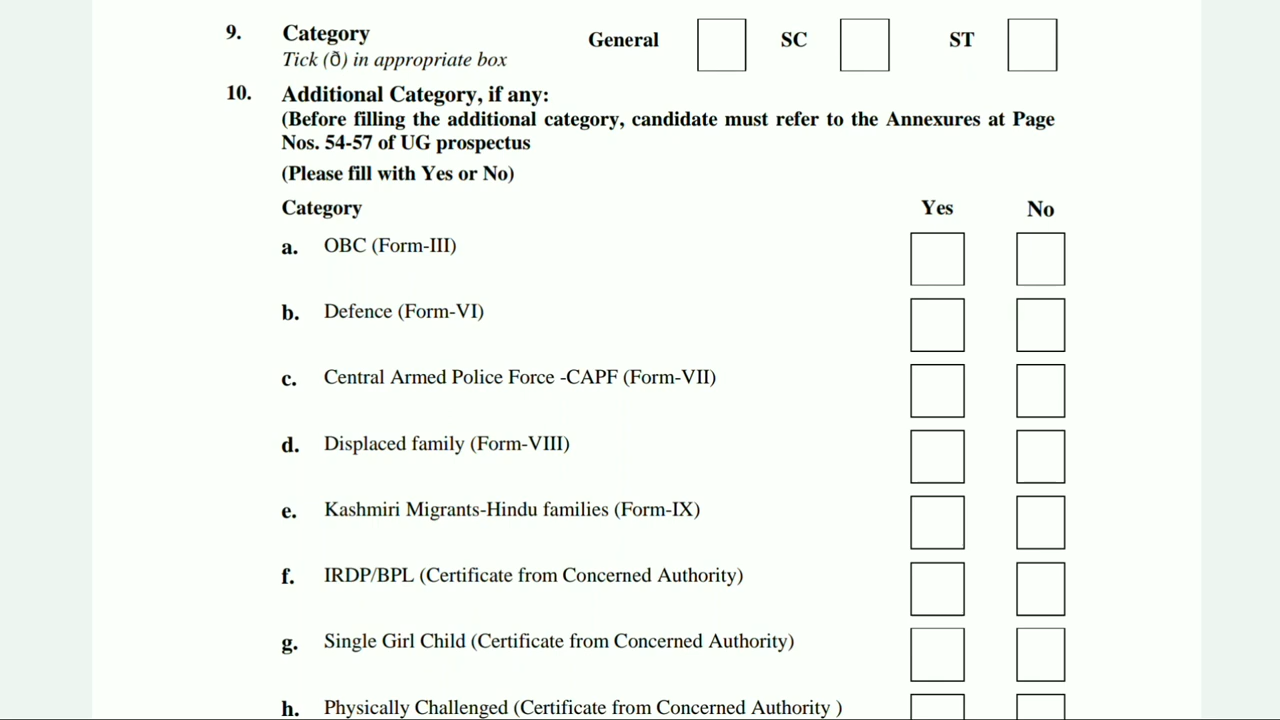 9. Category General SC ST
Tick (ð) in appropriate box
10. Additional Category, if any:
(Before filling the additional category, candidate must refer to the Annexures at Page
Nos. 54-57 of UG prospectus
(Please fill with Yes or No)
Category Yes No
a. OBC (Form-III)
b. Defence (Form-VI)
c. Central Armed Police Force -CAPF (Form-VII)
d. Displaced family (Form-VIII)
e. Kashmiri Migrants-Hindu families (Form-IX)
f. IRDP/BPL (Certificate from Concerned Authority)
g. Single Girl Child (Certificate from Concerned Authority)
h. Physically Challenged (Certificate from Concerned Authority )